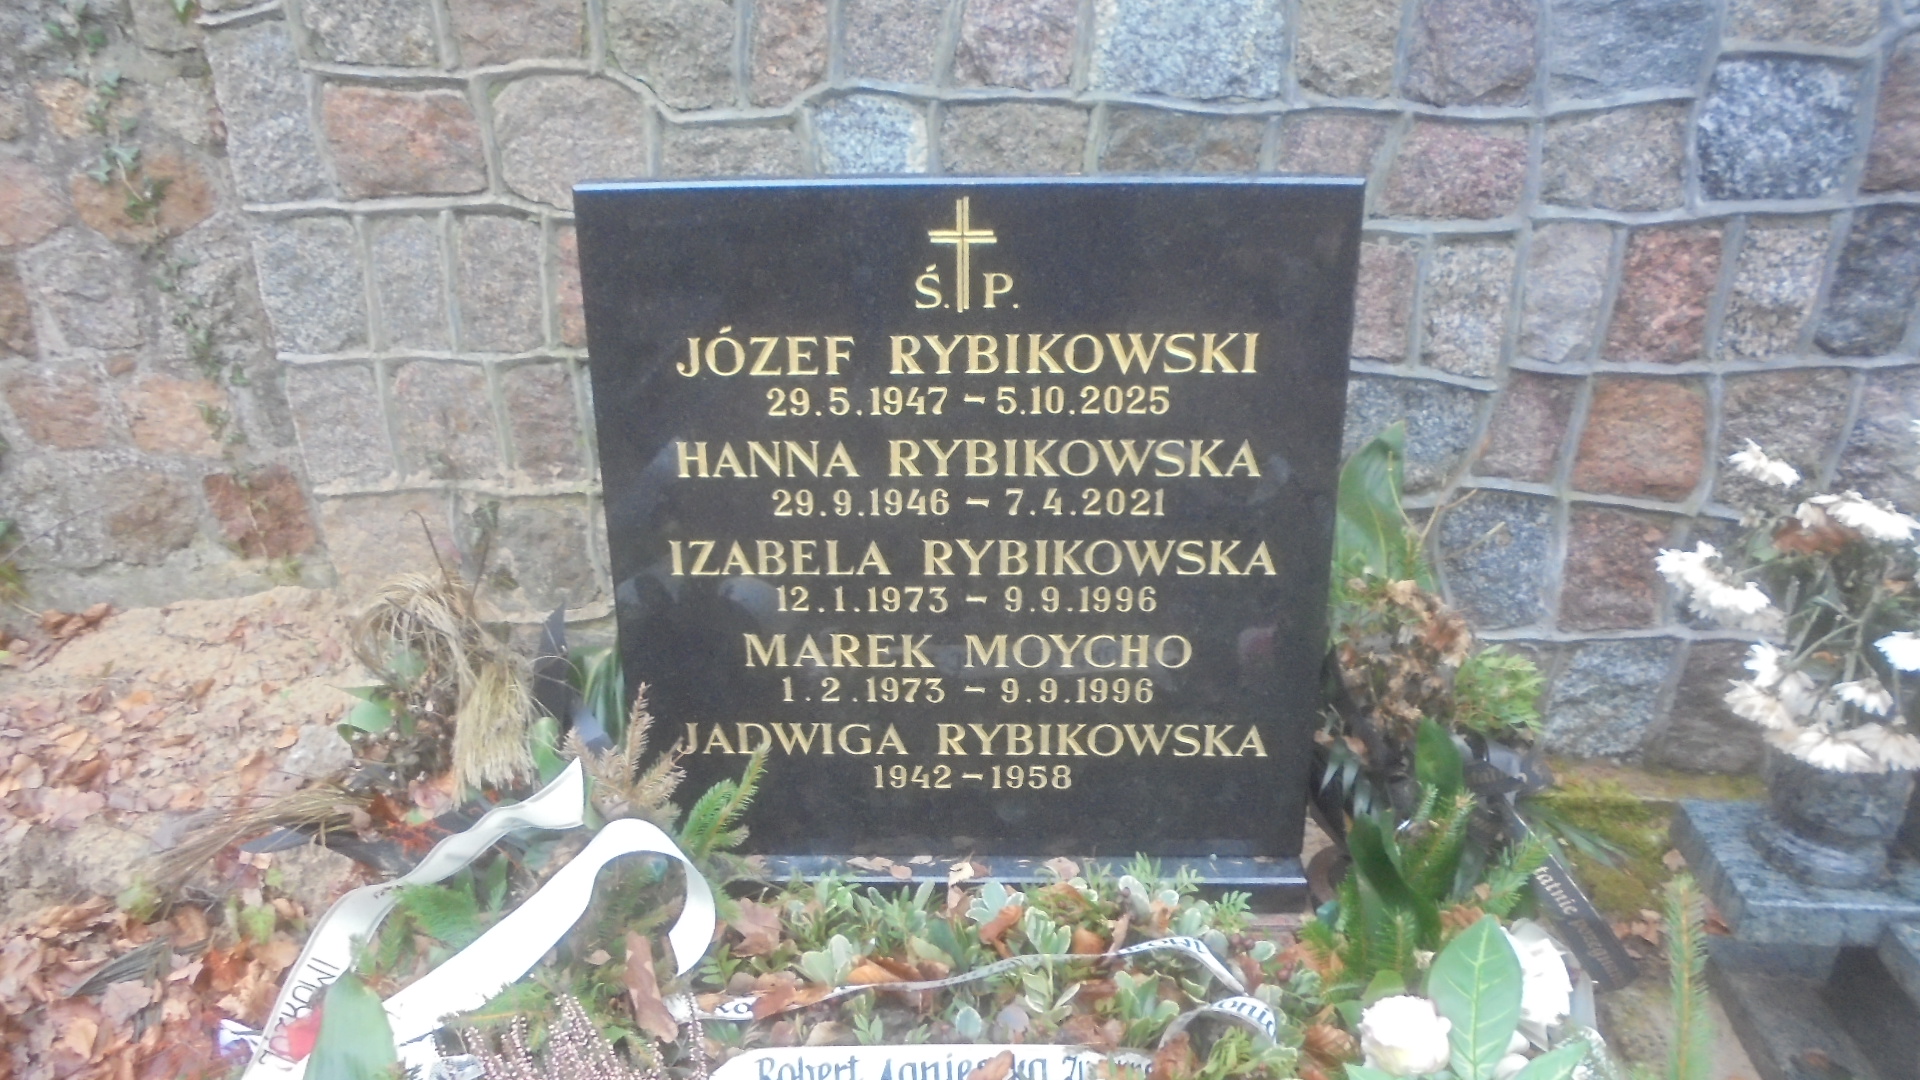 Ś. P.
JÓZEF RYBIKOWSKI
29.5.1947 – 5.10.2025
HANNA RYBIKOWSKA
29.9.1946 – 7.4.2021
IZABELA RYBIKOWSKA
12.1.1973 – 9.9.1996
MAREK MOYCHO
1.2.1973 – 9.9.1996
JADWIGA RYBIKOWSKA
1942 – 1958
Robert